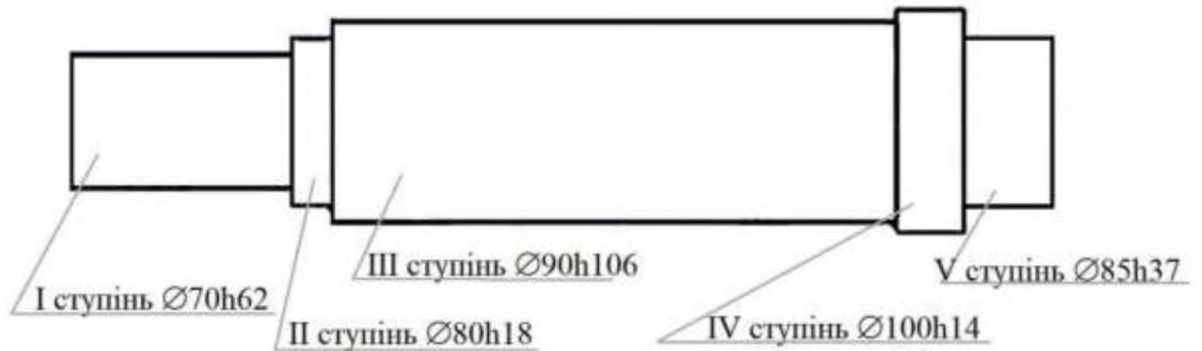 III ступінь ∅90h106
V ступінь ∅85h37
I ступінь ∅70h62
II ступінь ∅80h18
IV ступінь ∅100h14